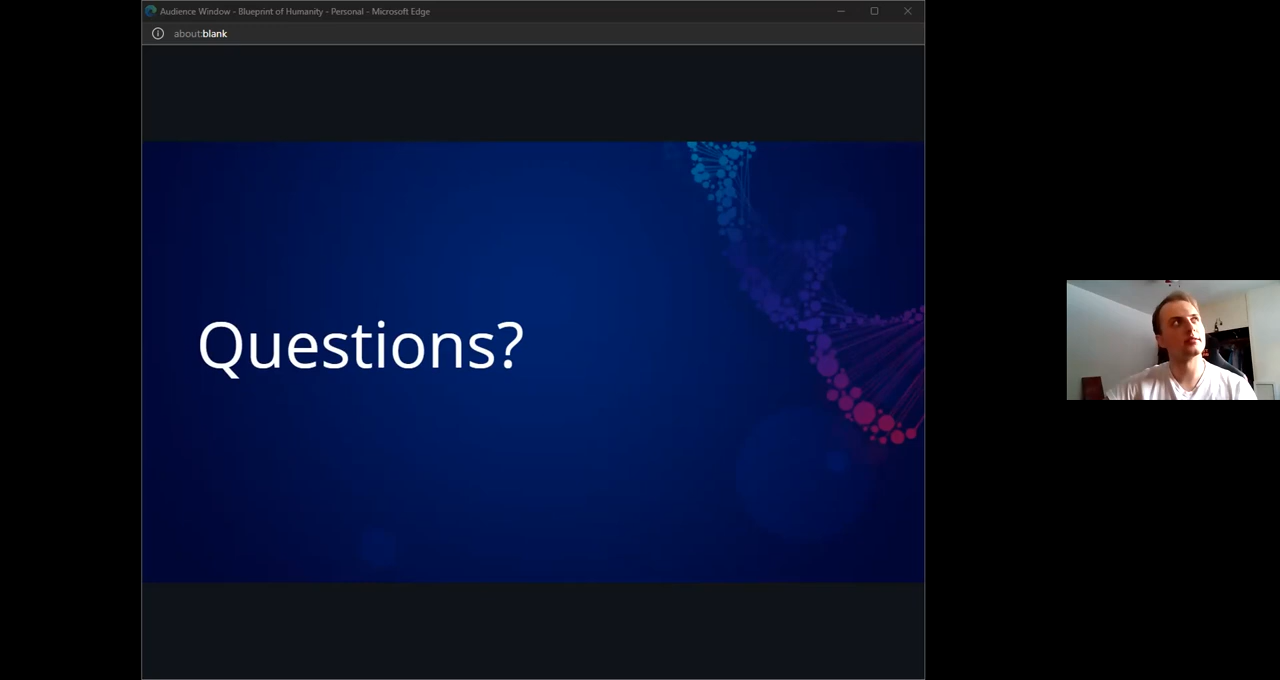 Audience Window - Blueprint of Humanity - Personal - Microsoft Edge
about:blank
Questions?